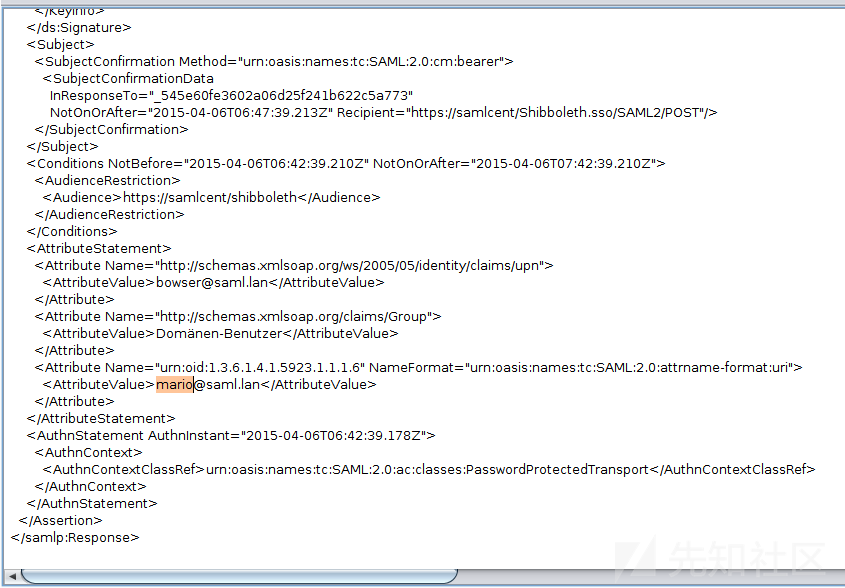 </KeyInfo>
</ds:Signature>
<Subject>
<SubjectConfirmation Method="urn:oasis:names:tc:SAML:2.0:cm:bearer">
<SubjectConfirmationData
InResponseTo="_545e60fe3602a06d25f241b622c5a773"
NotOnOrAfter="2015-04-06T06:47:39.213Z" Recipient="https://samlcent/Shibboleth.sso/SAML2/POST"/>
</SubjectConfirmation>
</Subject>
<Conditions NotBefore="2015-04-06T06:42:39.210Z" NotOnOrAfter="2015-04-06T07:42:39.210Z">
<AudienceRestriction>
<Audience>https://samlcent/shibboleth</Audience>
</AudienceRestriction>
</Conditions>
<AttributeStatement>
<Attribute Name="http://schemas.xmlsoap.org/ws/2005/05/identity/claims/upn">
<AttributeValue>bowser@saml.lan</AttributeValue>
</Attribute>
<Attribute Name="http://schemas.xmlsoap.org/claims/Group">
<AttributeValue>Domänen-Benutzer</AttributeValue>
</Attribute>
<Attribute Name="urn:oid:1.3.6.1.4.1.5923.1.1.1.6" NameFormat="urn:oasis:names:tc:SAML:2.0:attrname-format:uri">
<AttributeValue>mario@saml.lan</AttributeValue>
</Attribute>
</AttributeStatement>
<AuthnStatement AuthnInstant="2015-04-06T06:42:39.178Z">
<AuthnContext>
<AuthnContextClassRef>urn:oasis:names:tc:SAML:2.0:ac:classes:PasswordProtectedTransport</AuthnContextClassRef>
</AuthnContext>
</AuthnStatement>
</Assertion>
</samlp:Response>
先知社区